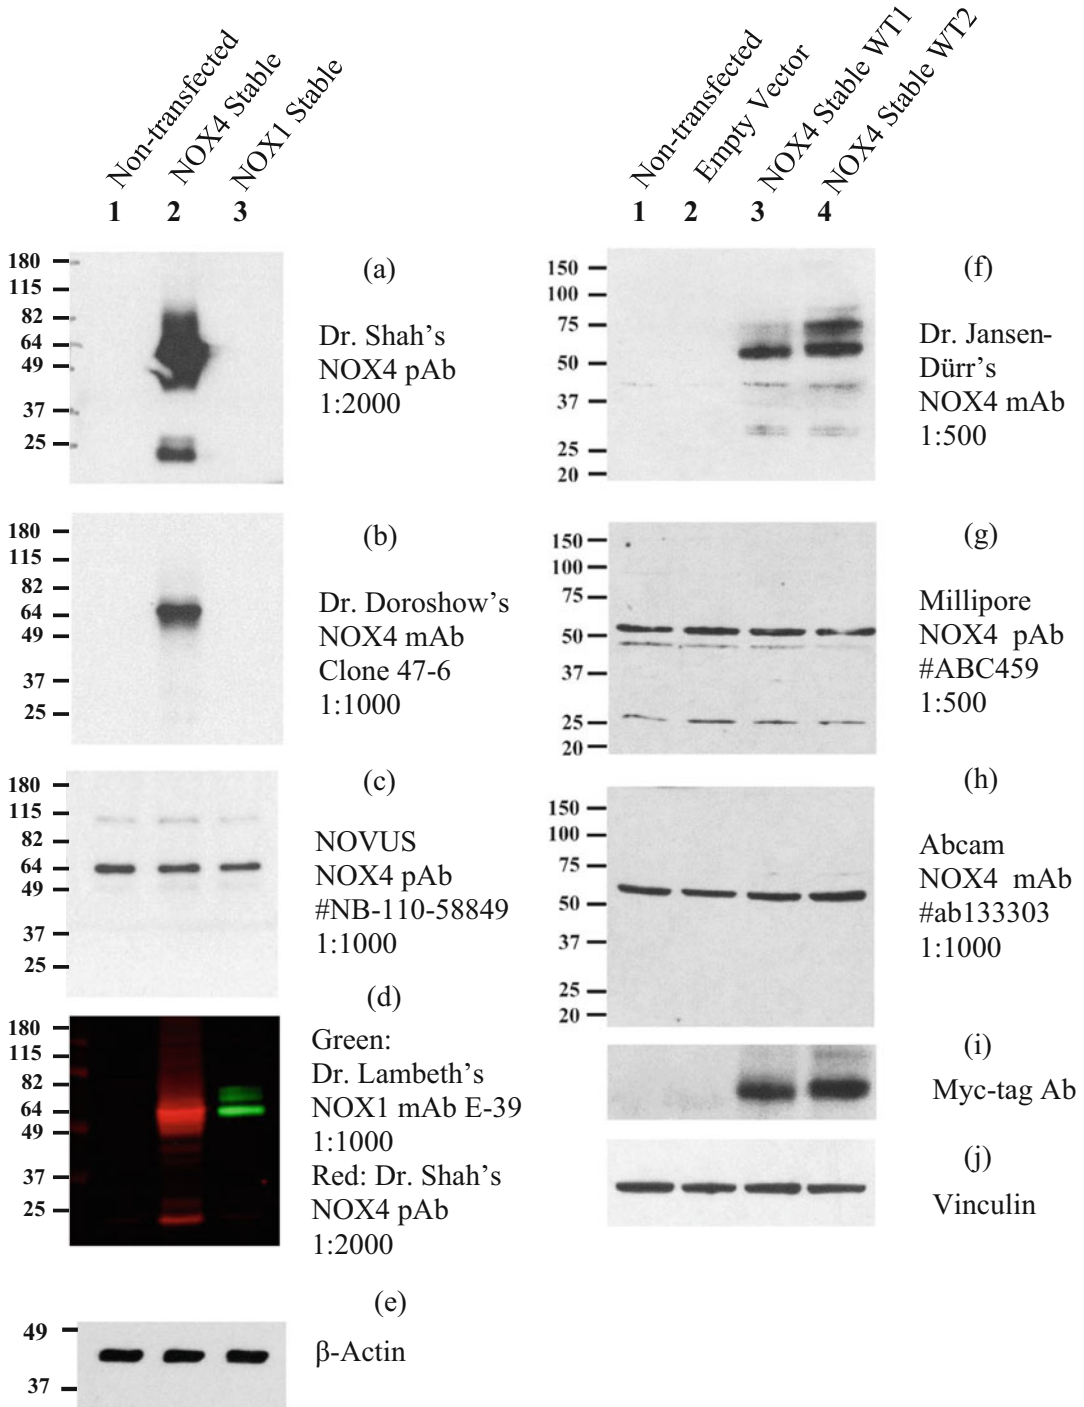 Non-transfected
NOX4 Stable
NOX1 Stable
1 2 3
180
115
82
64
49
37
25
(a)
Dr. Shah's
NOX4 pAb
1:2000
180
115
82
64
49
37
25
(b)
Dr. Doroshow's
NOX4 mAb
Clone 47-6
1:1000
180
115
82
64
49
37
25
(c)
NOVUS
NOX4 pAb
#NB-110-58849
1:1000
180
115
82
64
49
37
25
(d)
Green:
Dr. Lambeth's
NOX1 mAb E-39
1:1000
Red: Dr. Shah's
NOX4 pAb
1:2000
49
37
(e)
β-Actin
Non-transfected
Empty Vector
NOX4 Stable WT1
NOX4 Stable WT2
1 2 3 4
150
100
75
50
37
25
20
(f)
Dr. Jansen-
Dürr's
NOX4 mAb
1:500
150
100
75
50
37
25
20
(g)
Millipore
NOX4 pAb
#ABC459
1:500
150
100
75
50
37
25
20
(h)
Abcam
NOX4 mAb
#ab133303
1:1000
(i)
Myc-tag Ab
(j)
Vinculin